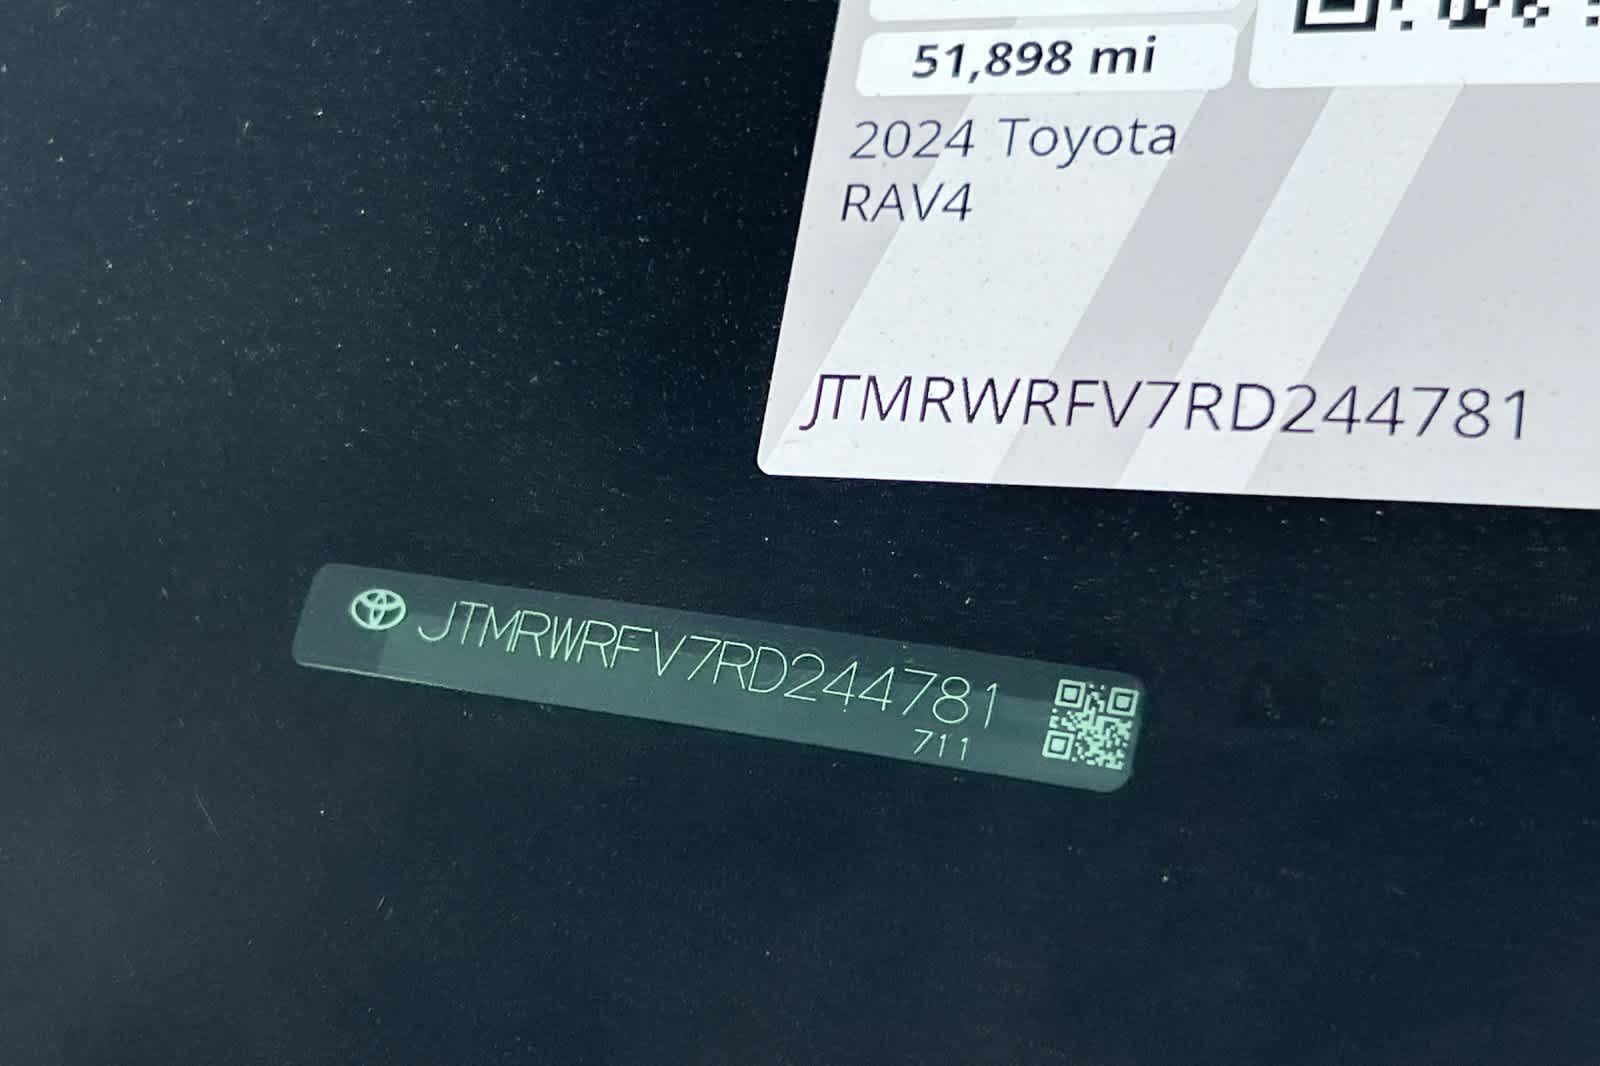 51,898 mi
2024 Toyota
RAV4
JTMRWRFV7RD244781
JTMRWRFV7RD244781
711